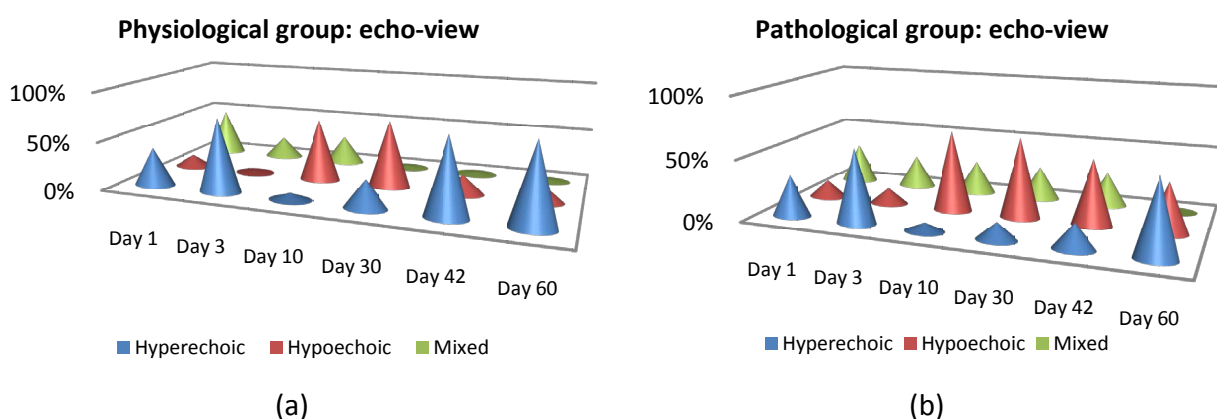 Physiological group: echo-view
100%
50%
0%
Day 1
Day 3
Day 10
Day 30
Day 42
Day 60
Hyperechoic Hypoechoic Mixed
(a)
Pathological group: echo-view
100%
50%
0%
Day 1
Day 3
Day 10
Day 30
Day 42
Day 60
Hyperechoic Hypoechoic Mixed
(b)